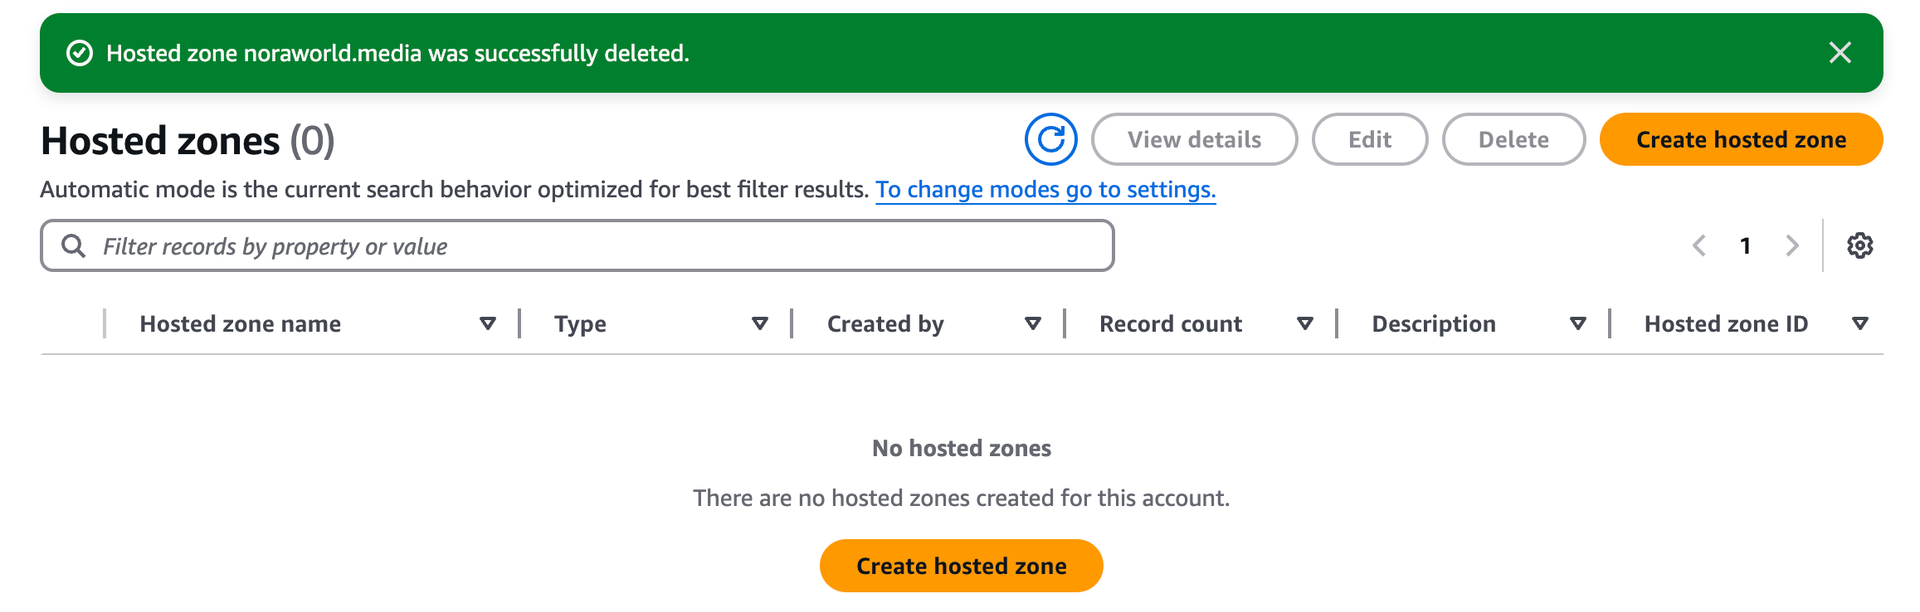 Hosted zone noraworld.media was successfully deleted.
Hosted zones (0)
View details
Edit
Delete
Create hosted zone
Automatic mode is the current search behavior optimized for best filter results. To change modes go to settings.
Filter records by property or value
1
Hosted zone name
Type
Created by
Record count
Description
Hosted zone ID
No hosted zones
There are no hosted zones created for this account.
Create hosted zone